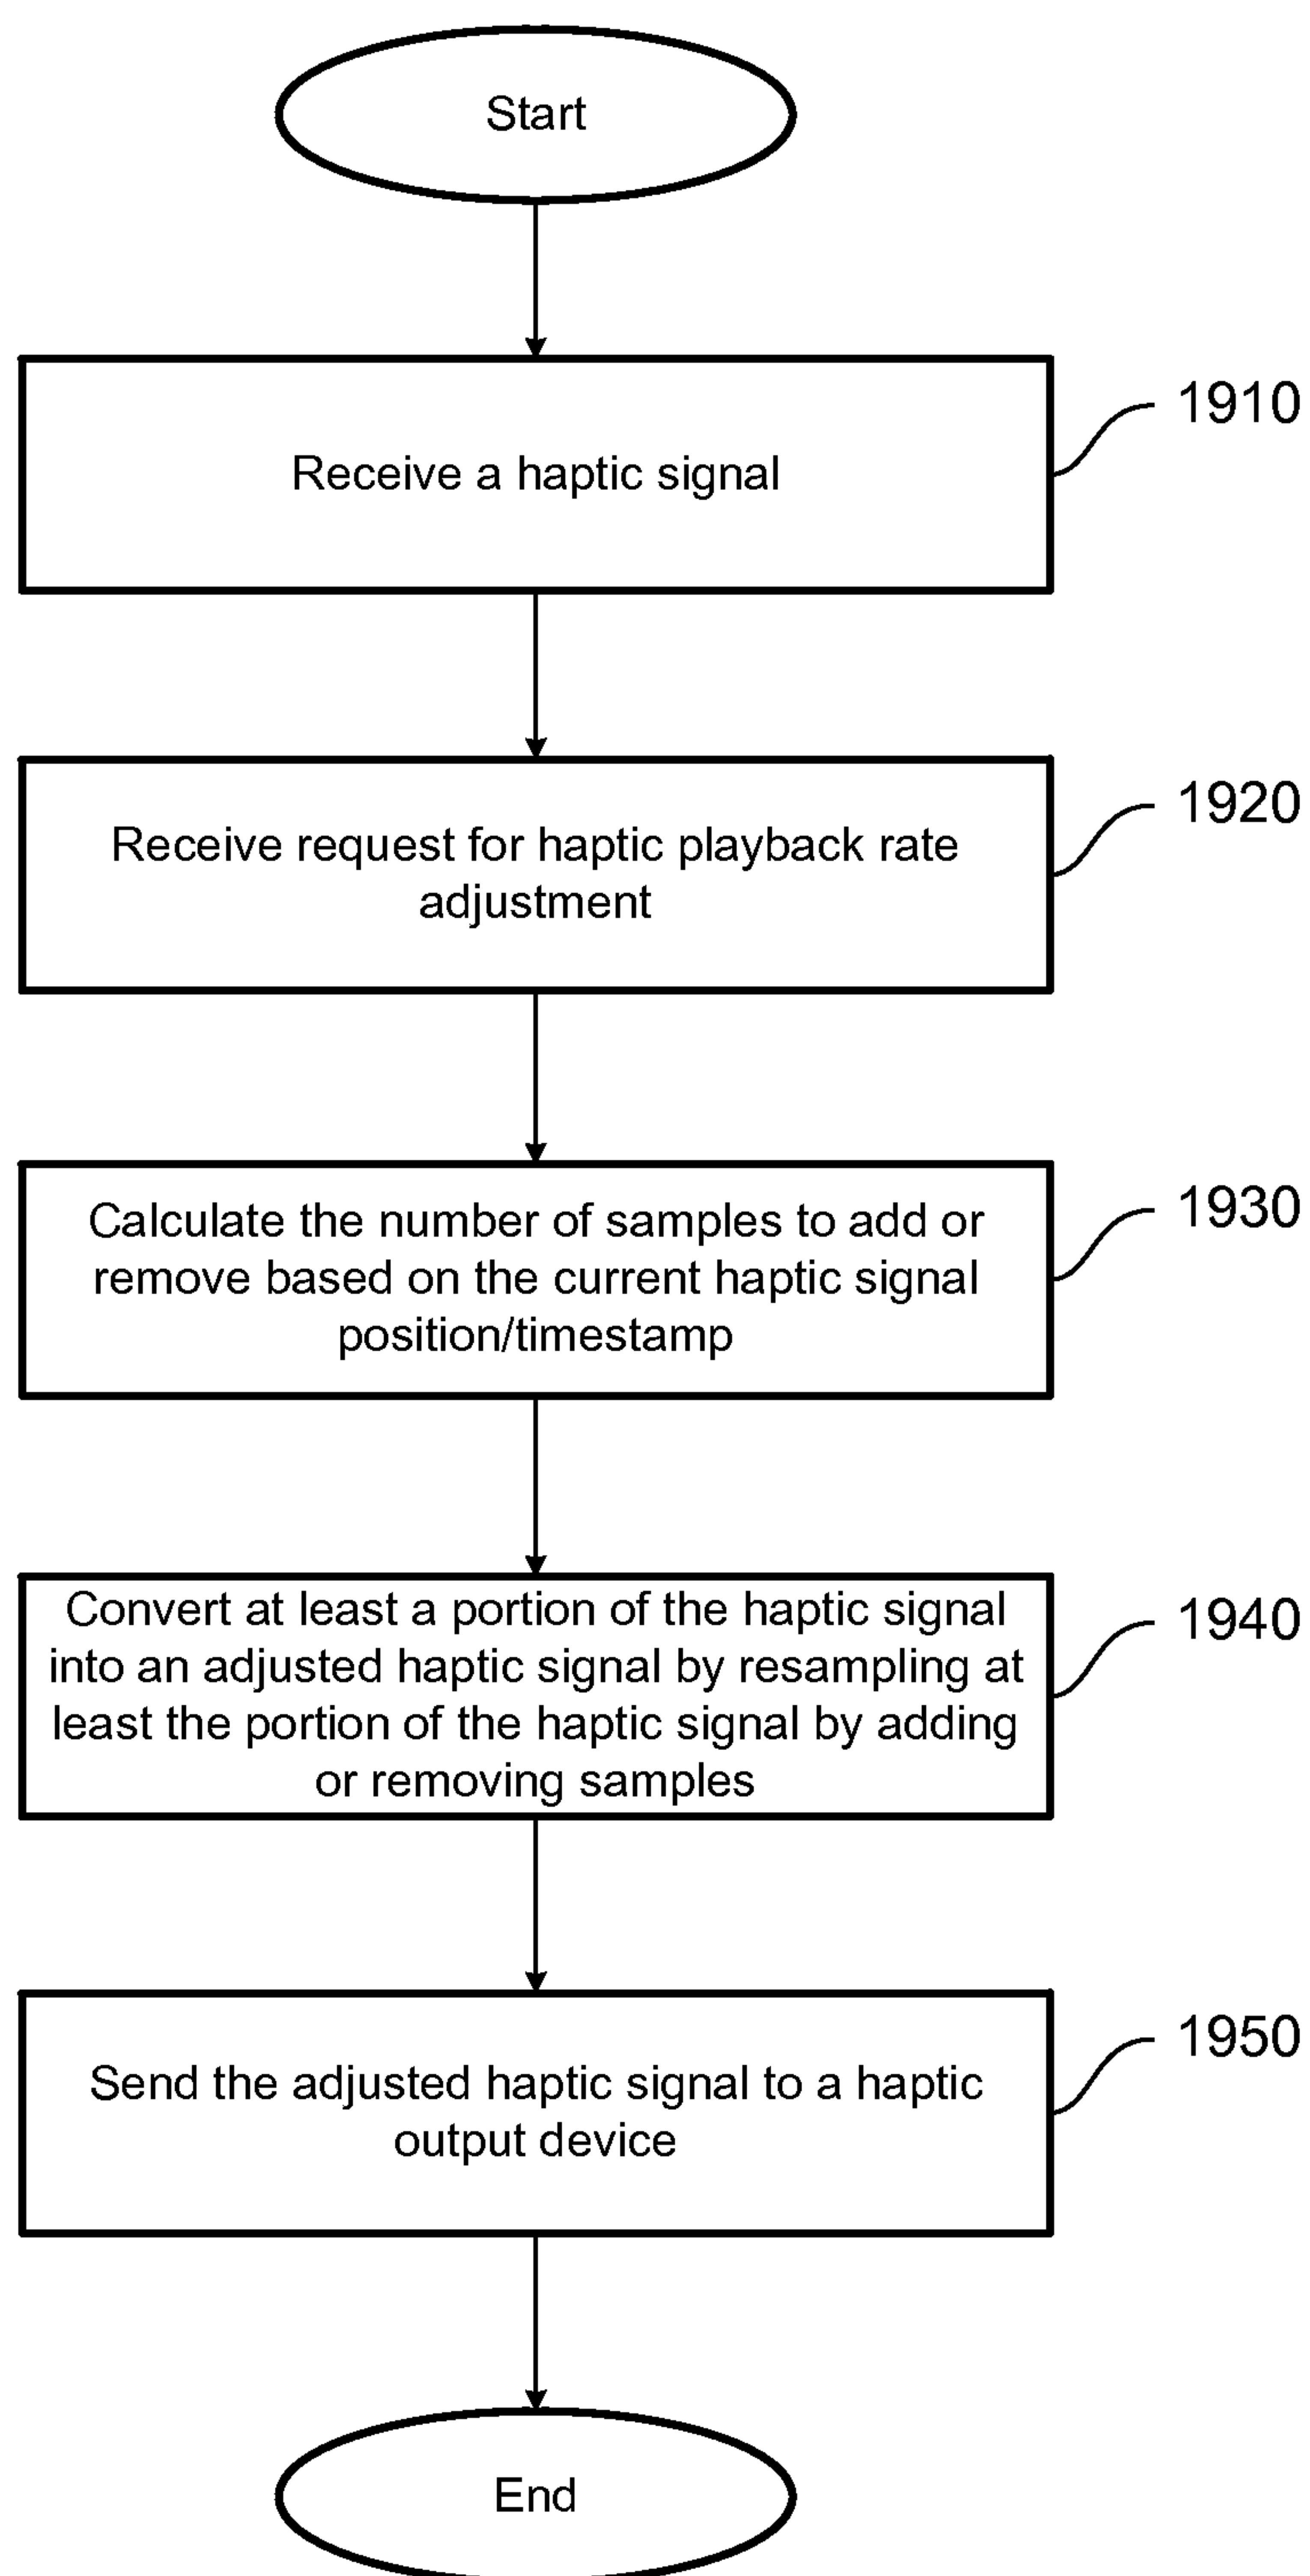 Start
1910
Receive a haptic signal
1920
Receive request for haptic playback rate
adjustment
1930
Calculate the number of samples to add or
remove based on the current haptic signal
position/timestamp
1940
Convert at least a portion of the haptic signal
into an adjusted haptic signal by resampling at
least the portion of the haptic signal by adding
or removing samples
1950
Send the adjusted haptic signal to a haptic
output device
End